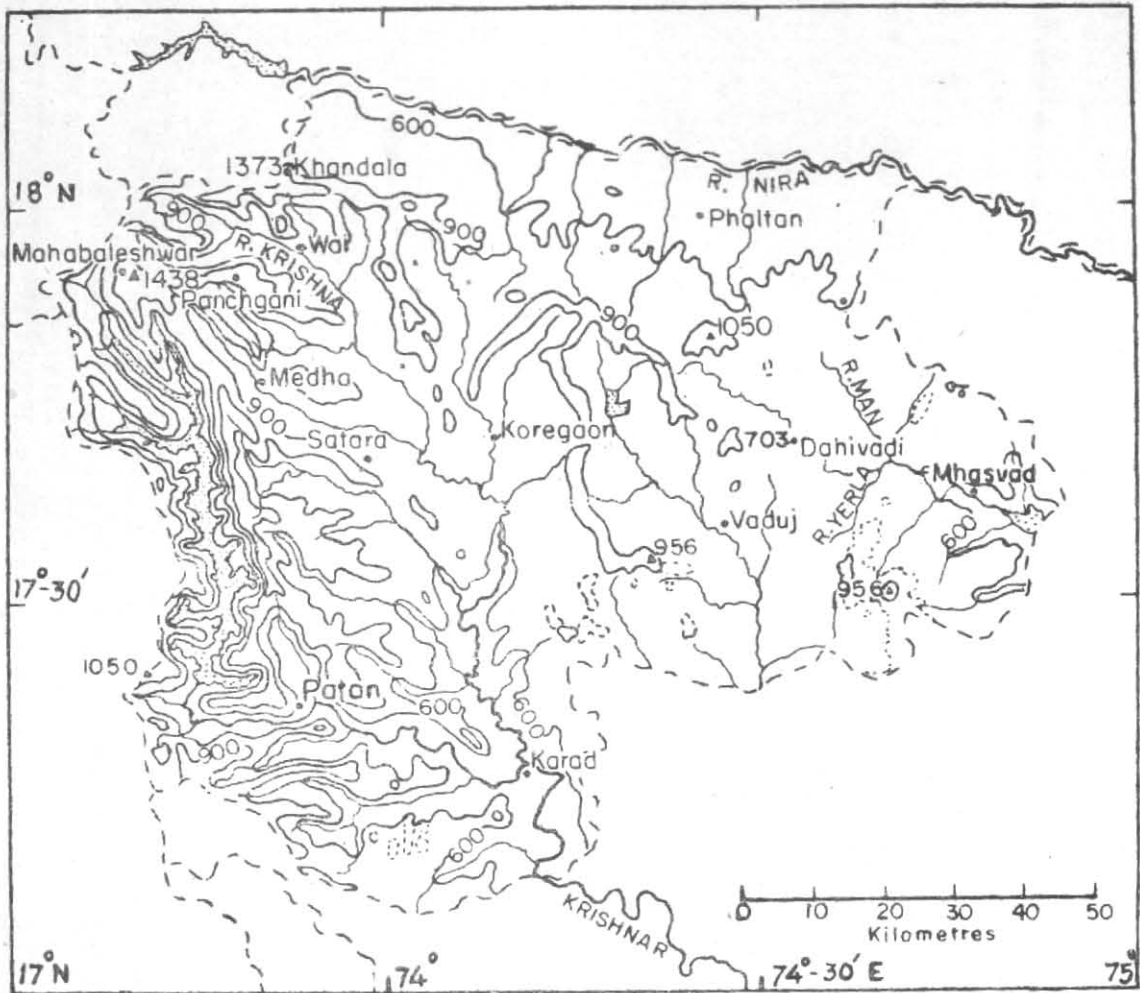 600
1373 Khandala
18° N
R. NIRA
Phaltan
900
Wai
900
R. KRISHNA
Mahabaleshwar
1438
Panchgani
900
1050
Medha
R. MAN
900
Satara
Koregaon
703
Dahivadi
Mhasvad
R. YERLA
Vaduj
600
956
17°-30'
956
1050
Patan
600
600
900
Karad
600
KRISHNAR
0 10 20 30 40 50
Kilometres
17° N
74°
74°-30' E
75°